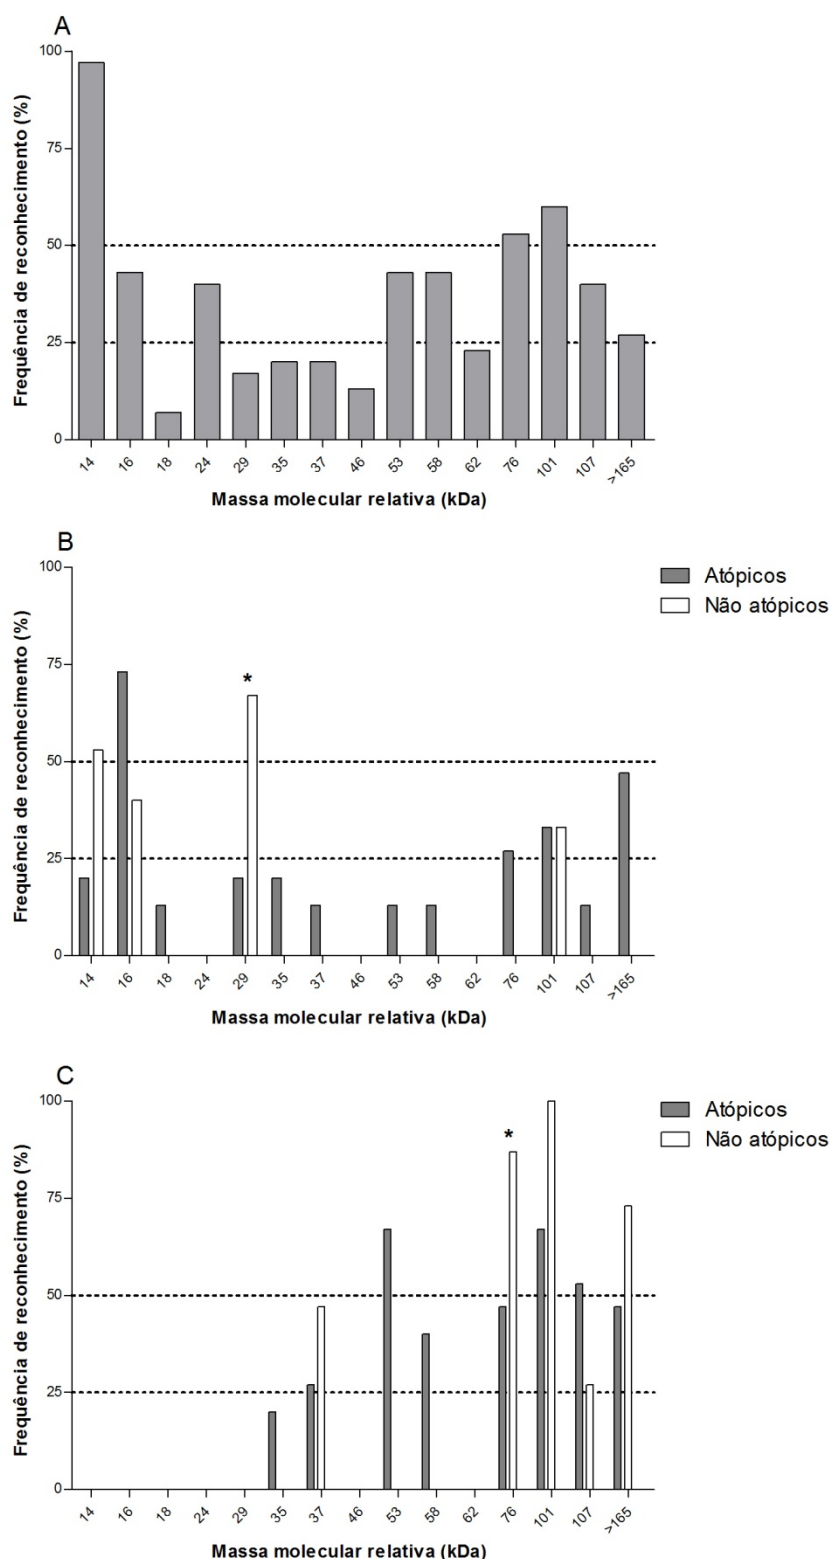 A
Frequência de reconhecimento (%)
100
75
50
25
0
14 16 18 24 29 35 37 46 53 58 62 76 101 107 >165
Massa molecular relativa (kDa)
B
Atópicos
Não atópicos
Frequência de reconhecimento (%)
100
75
*
50
25
0
14 16 18 24 29 35 37 46 53 58 62 76 101 107 >165
Massa molecular relativa (kDa)
C
Atópicos
Não atópicos
Frequência de reconhecimento (%)
100
*
75
50
25
0
14 16 18 24 29 35 37 46 53 58 62 76 101 107 >165
Massa molecular relativa (kDa)